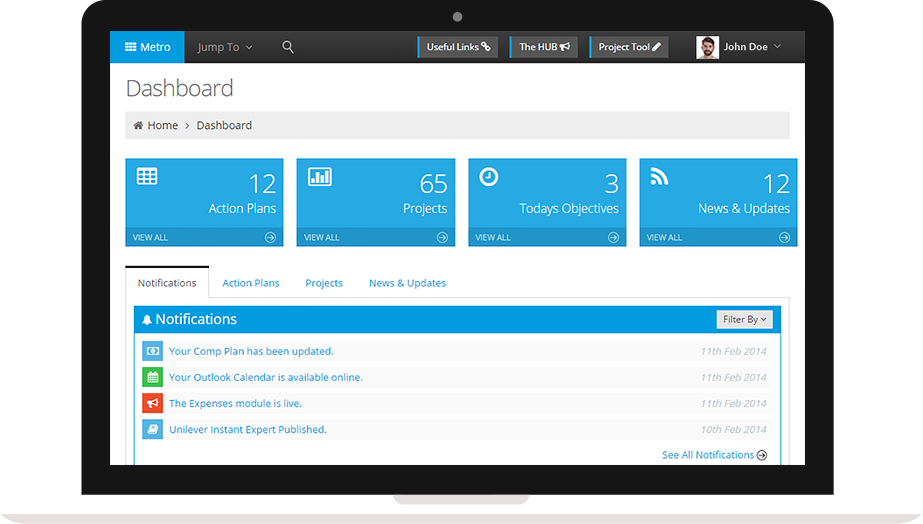 Metro Jump To Useful Links The HUB Project Tool John Doe
Dashboard
Home > Dashboard
12 65 3 12
Action Plans Projects Todays Objectives News & Updates
VIEW ALL VIEW ALL VIEW ALL VIEW ALL
Notifications Action Plans Projects News & Updates
Notifications Filter By
Your Comp Plan has been updated. 11th Feb 2014
Your Outlook Calendar is available online. 11th Feb 2014
The Expenses module is live. 11th Feb 2014
Unilever Instant Expert Published. 10th Feb 2014
See All Notifications